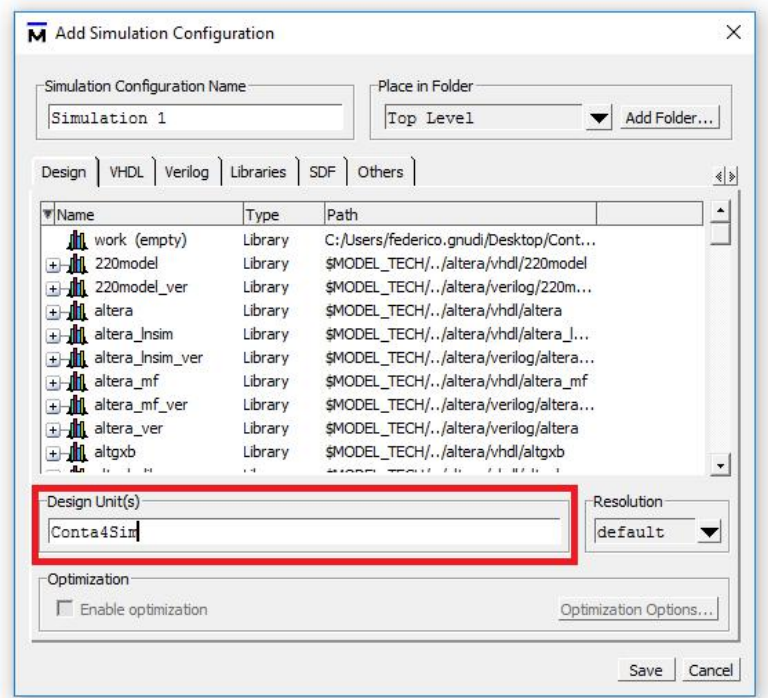 M Add Simulation Configuration
Simulation Configuration Name
Place in Folder
Simulation 1
Top Level
Add Folder...
Design VHDL Verilog Libraries SDF Others
Name Type Path
work (empty) Library C:/Users/federico.gnudi/Desktop/Cont...
220model Library $MODEL_TECH/../altera/vhdl/220model
220model_ver Library $MODEL_TECH/../altera/verilog/220m...
altera Library $MODEL_TECH/../altera/vhdl/altera
altera_lnsim Library $MODEL_TECH/../altera/vhdl/altera_l...
altera_lnsim_ver Library $MODEL_TECH/../altera/verilog/altera...
altera_mf Library $MODEL_TECH/../altera/vhdl/altera_mf
altera_mf_ver Library $MODEL_TECH/../altera/verilog/altera...
altera_ver Library $MODEL_TECH/../altera/verilog/altera
altgxb Library $MODEL_TECH/../altera/vhdl/altgxb
Design Unit(s)
Resolution
Conta4Sim
default
Optimization
Enable optimization
Optimization Options...
Save Cancel